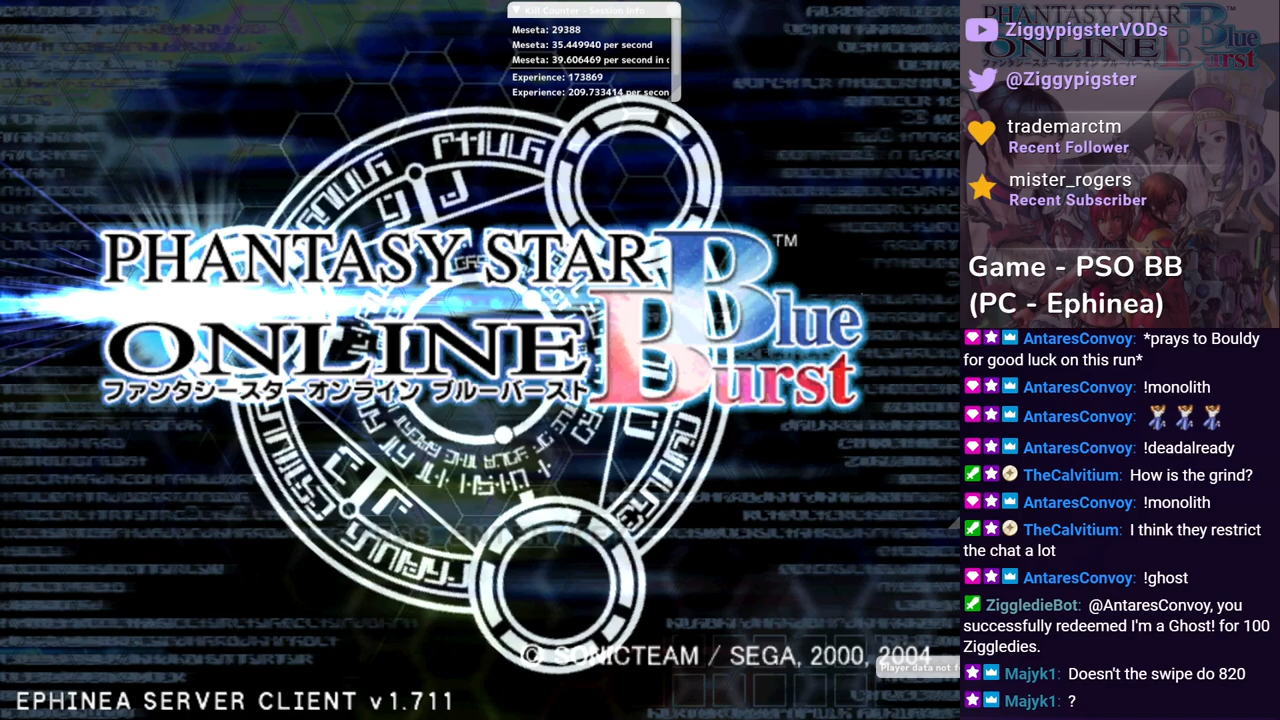 Kill Counter - Session Info
Meseta: 29388
Meseta: 35.449940 per second
Meseta: 39.606469 per second in
Experience: 173869
Experience: 209.733414 per secon
PHANTASY STAR
ONLINE
Blue
Burst
TM
ファンタシースターオンライン ブルーバースト
© SONICTEAM / SEGA, 2000, 2004
Player data not
EPHINEA SERVER CLIENT v1.711
ZiggypigsterVODs
@Ziggypigster
trademarctm
Recent Follower
mister_rogers
Recent Subscriber
Game - PSO BB
(PC - Ephinea)
AntaresConvoy: *prays to Bouldy
for good luck on this run*
AntaresConvoy: !monolith
AntaresConvoy:
AntaresConvoy: !deadalready
TheCalvitium: How is the grind?
AntaresConvoy: !monolith
TheCalvitium: I think they restrict
the chat a lot
AntaresConvoy: !ghost
ZiggledieBot: @AntaresConvoy, you
successfully redeemed I'm a Ghost! for 100
Ziggledies.
Majyk1: Doesn't the swipe do 820
Majyk1: ?